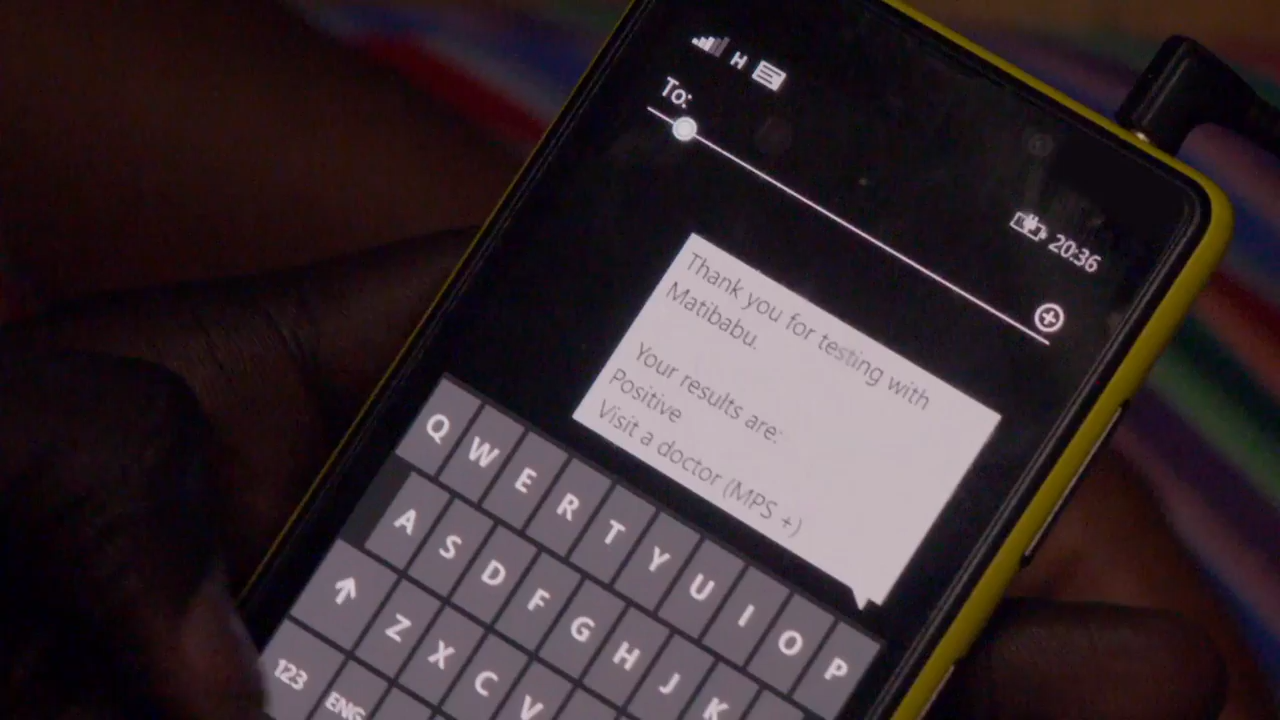 H
To:
20:36
Thank you for testing with
Matibabu.
Your results are:
Positive
Visit a doctor (MPS +)
Q W E R T Y U I O P
A S D F G H J K
Z X C V
123 ENG